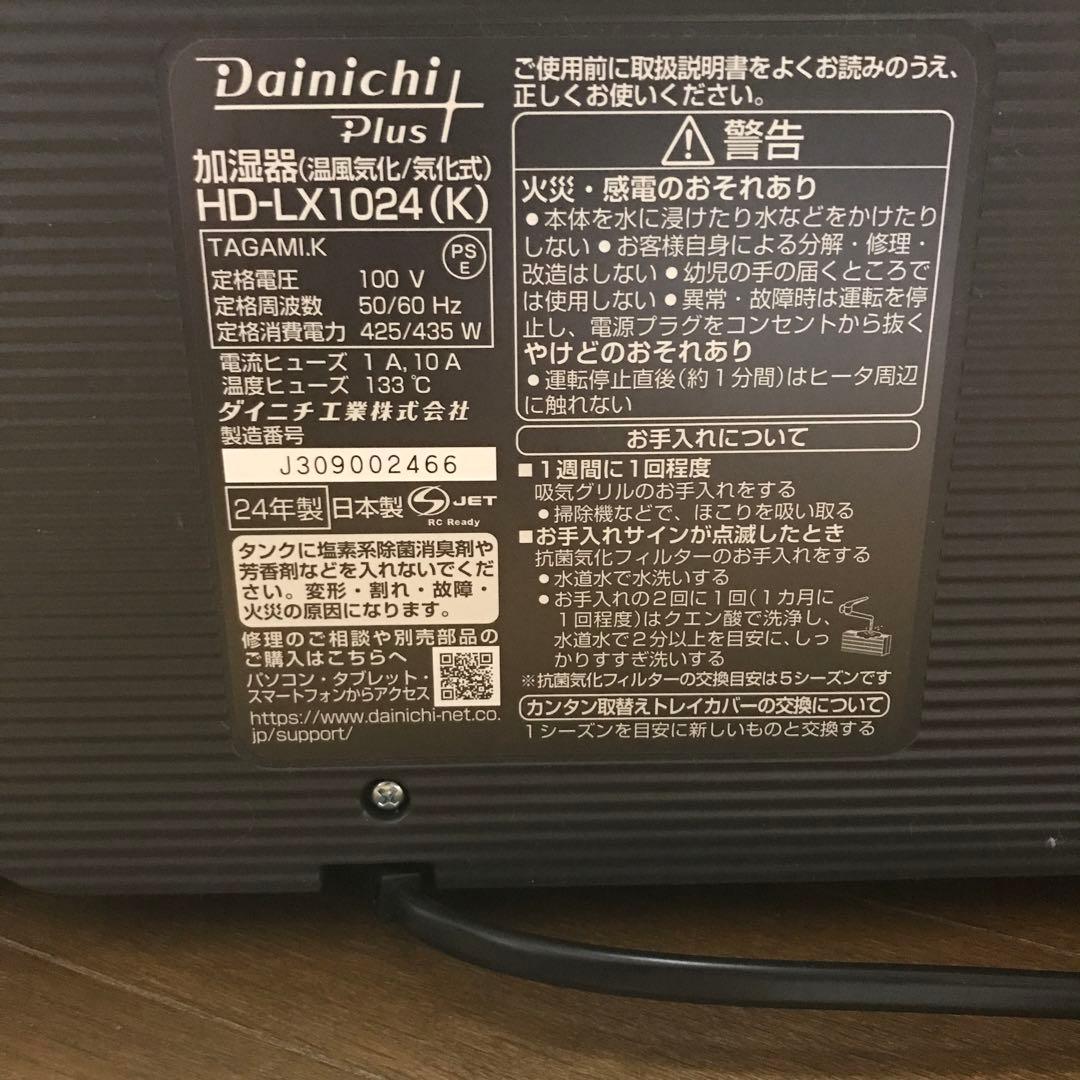 Dainichi
Plus
加湿器(温風気化/気化式)
HD-LX1024(K)
TAGAMI.K
PS
E
定格電圧 100 V
定格周波数 50/60 Hz
定格消費電力 425/435 W
電流ヒューズ 1 A, 10 A
温度ヒューズ 133℃
ダイニチ工業株式会社
製造番号
J309002466
24年製 日本製 S JET
RC Ready
タンクに塩素系除菌消臭剤や
芳香剤などを入れないでくだ
さい。変形・割れ・故障・
火災の原因になります。
修理のご相談や別売部品の
ご購入はこちらへ
パソコン・タブレット・
スマートフォンからアクセス
https://www.dainichi-net.co.
jp/support/
ご使用前に取扱説明書をよくお読みのうえ、
正しくお使いください。
警告
火災・感電のおそれあり
●本体を水に浸けたり水などをかけたり
しない ●お客様自身による分解・修理・
改造はしない ●幼児の手の届くところで
は使用しない ●異常・故障時は運転を停
止し、電源プラグをコンセントから抜く
やけどのおそれあり
●運転停止直後(約1分間)はヒータ周辺
に触れない
お手入れについて
■1週間に1回程度
吸気グリルのお手入れをする
●掃除機などで、ほこりを吸い取る
■お手入れサインが点滅したとき
抗菌気化フィルターのお手入れをする
●水道水で水洗いする
●お手入れの2回に1回(1カ月に
1回程度)はクエン酸で洗浄し、
水道水で2分以上を目安に、しっ
かりすすぎ洗いする
※抗菌気化フィルターの交換目安は5シーズンです
カンタン取替えトレイカバーの交換について
1シーズンを目安に新しいものと交換する